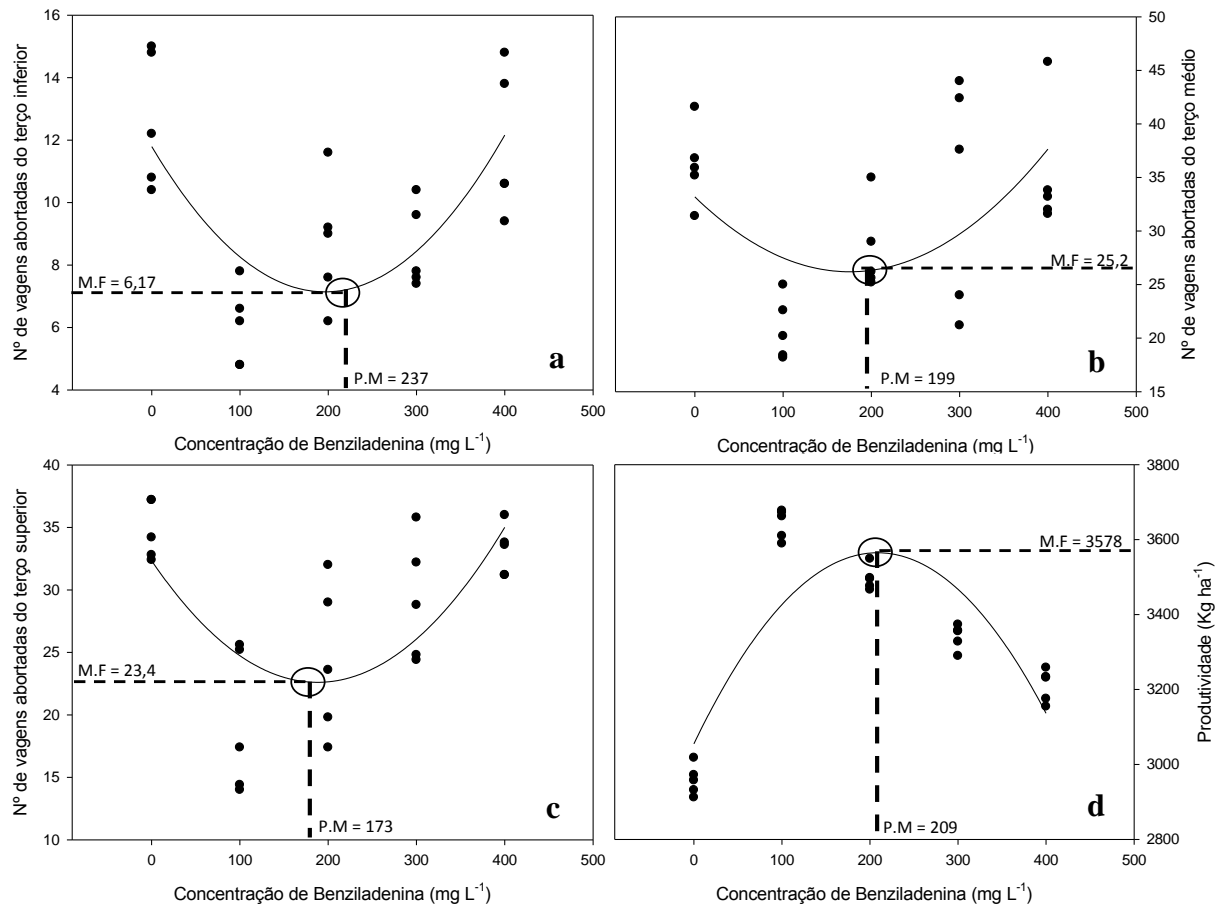 16
14
12
10
8
6
4
Nº de vagens abortadas do terço inferior
M.F = 6,17
P.M = 237
a
0 100 200 300 400 500
Concentração de Benziladenina (mg L⁻¹)
50
45
40
35
30
25
20
15
Nº de vagens abortadas do terço médio
M.F = 25,2
P.M = 199
b
0 100 200 300 400 500
Concentração de Benziladenina (mg L⁻¹)
40
35
30
25
20
15
10
Nº de vagens abortadas do terço superior
M.F = 23,4
P.M = 173
c
0 100 200 300 400 500
Concentração de Benziladenina (mg L⁻¹)
3800
3600
3400
3200
3000
2800
Produtividade (Kg ha⁻¹)
M.F = 3578
P.M = 209
d
0 100 200 300 400 500
Concentração de Benziladenina (mg L⁻¹)